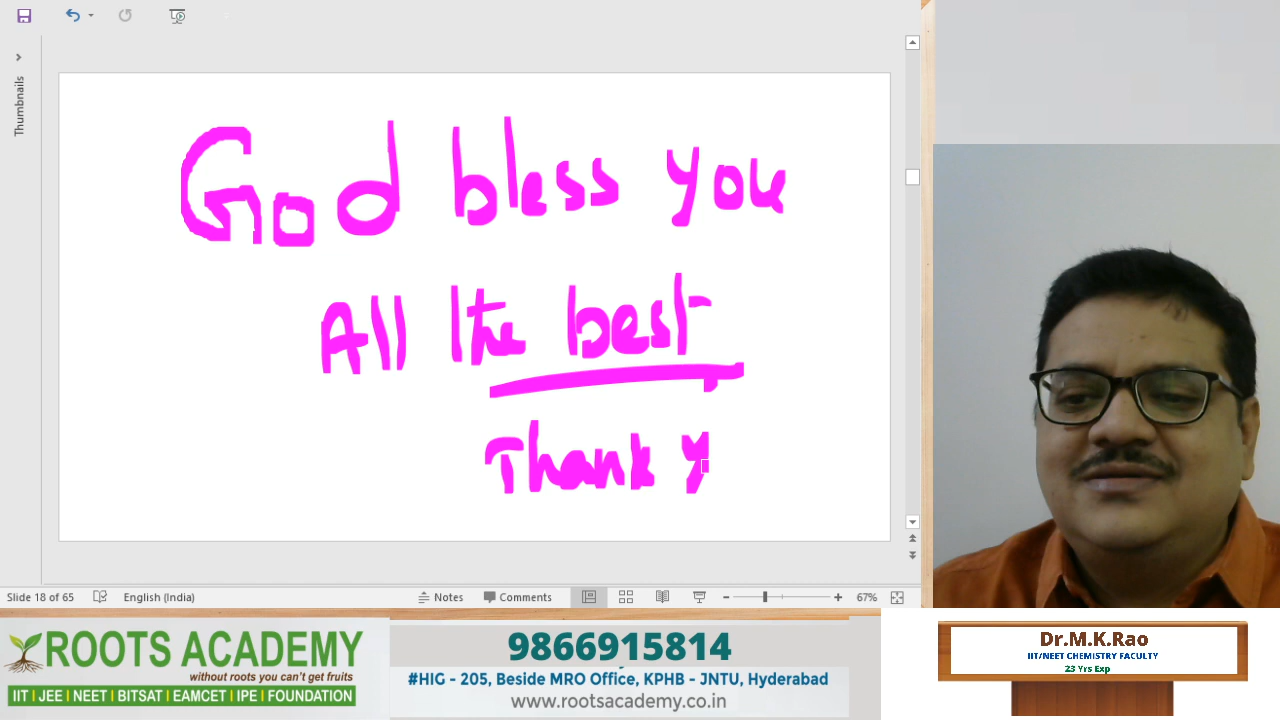 Thumbnails
God bless you
All the best
Thank Y
Slide 18 of 65
English (India)
Notes
Comments
67%
ROOTS ACADEMY
without roots you can't get fruits
IIT I JEE I NEET I BITSAT I EAMCET I IPE I FOUNDATION
9866915814
#HIG - 205, Beside MRO Office, KPHB - JNTU, Hyderabad
www.rootsacademy.co.in
Dr.M.K.Rao
IIT/NEET CHEMISTRY FACULTY
23 Yrs Exp